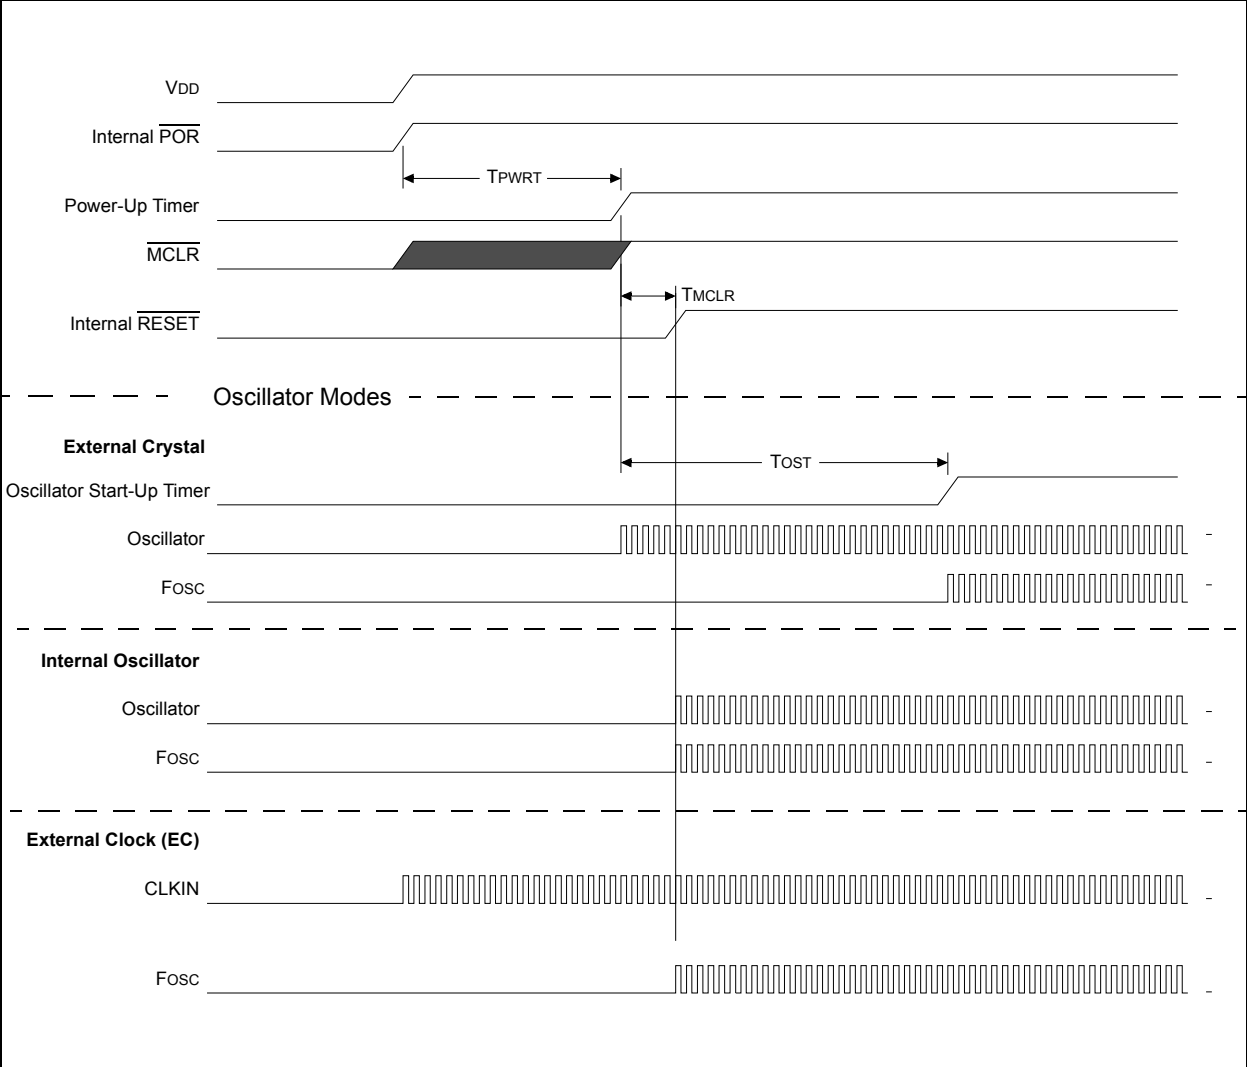 VDD
Internal POR
TPWRT
Power-Up Timer
MCLR
TMCLR
Internal RESET
Oscillator Modes
External Crystal
TOST
Oscillator Start-Up Timer
Oscillator
FOSC
Internal Oscillator
Oscillator
FOSC
External Clock (EC)
CLKIN
FOSC